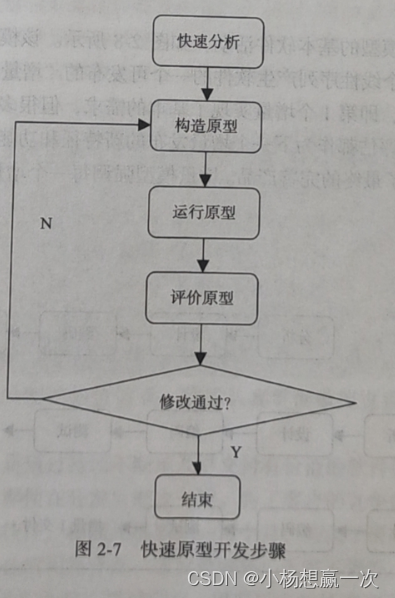 快速分析
构造原型
N
运行原型
评价原型
修改通过？
Y
结束
图 2-7 快速原型开发步骤
CSDN @小杨想赢一次